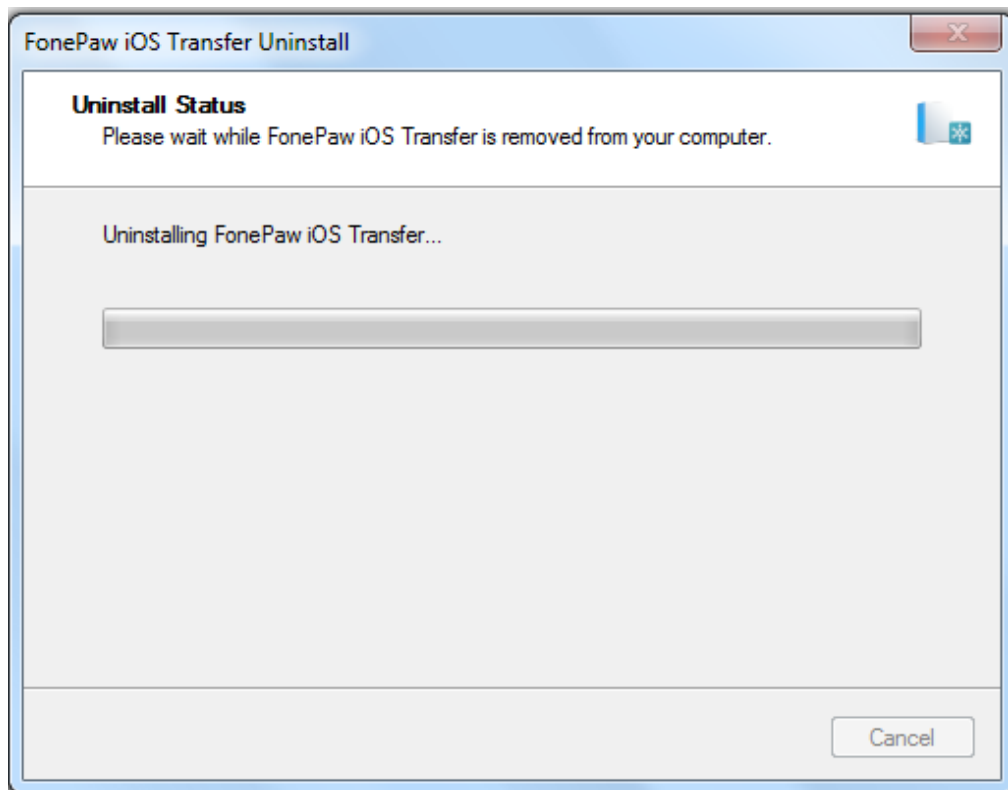 FonePaw iOS Transfer Uninstall
Uninstall Status
Please wait while FonePaw iOS Transfer is removed from your computer.
Uninstalling FonePaw iOS Transfer...
Cancel